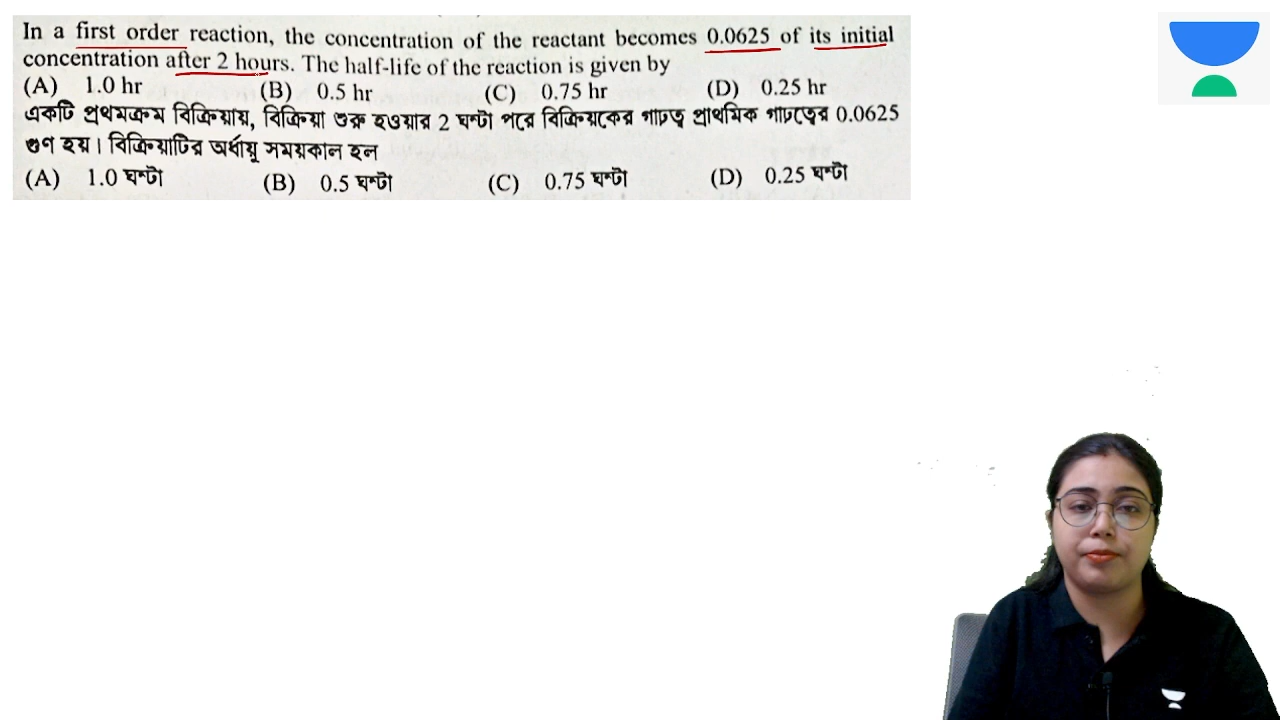 In a first order reaction, the concentration of the reactant becomes 0.0625 of its initial
concentration after 2 hours. The half-life of the reaction is given by
(A) 1.0 hr (B) 0.5 hr (C) 0.75 hr (D) 0.25 hr
একটি প্রথমক্রম বিক্রিয়ায়, বিক্রিয়া শুরু হওয়ার 2 ঘন্টা পরে বিক্রিয়কের গাঢ়ত্ব প্রাথমিক গাঢ়ত্বের 0.0625
গুণ হয়। বিক্রিয়াটির অর্ধায়ু সময়কাল হল
(A) 1.0 ঘন্টা (B) 0.5 ঘন্টা (C) 0.75 ঘন্টা (D) 0.25 ঘন্টা